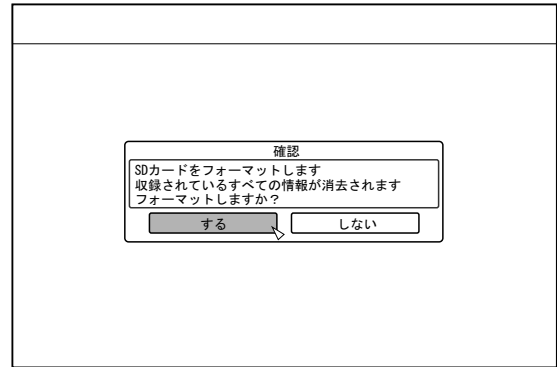 確認
SDカードをフォーマットします
収録されているすべての情報が消去されます
フォーマットしますか？
する
しない